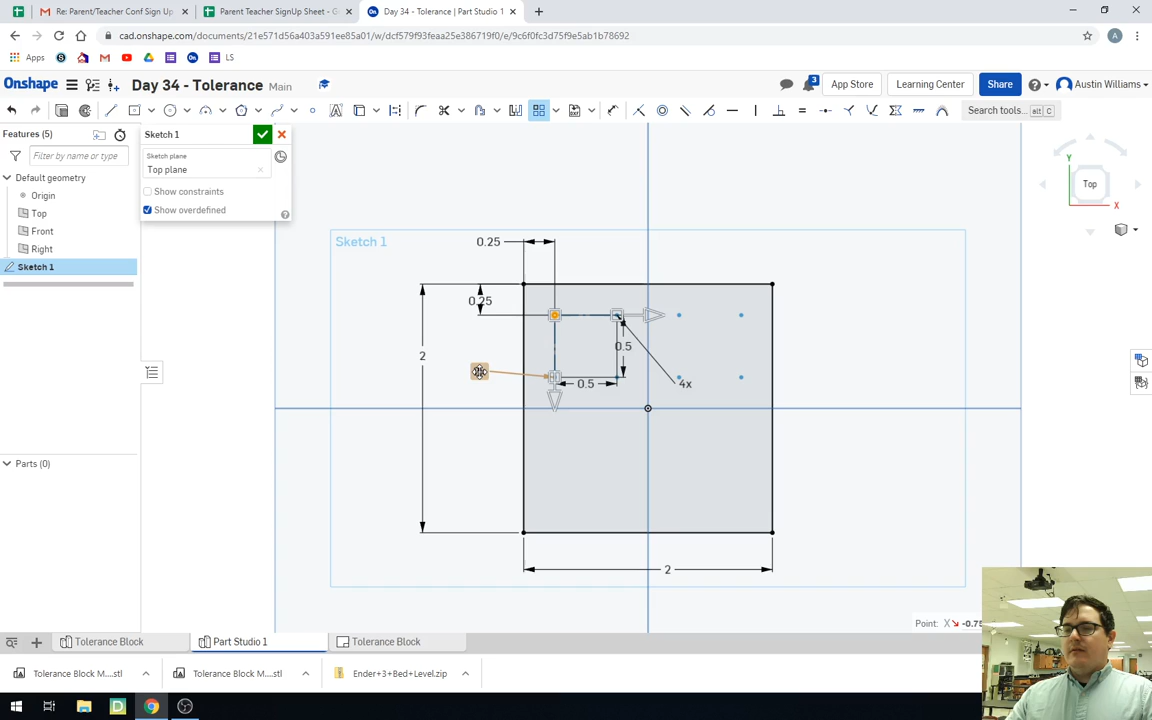 Re: Parent/Teacher Conf Sign Up
Parent Teacher SignUp Sheet - G
Day 34 - Tolerance | Part Studio 1
cad.onshape.com/documents/21e571d56a403a591ee85a01/w/dcf579f93feaa25e386719f0/e/9c6f0fc3d75f9e5ab1b78692
A
Apps
LS
Onshape
Day 34 - Tolerance Main
3
App Store
Learning Center
Share
Austin Williams
Search tools...
alt C
Features (5)
Filter by name or type
Default geometry
Origin
Top
Front
Right
Sketch 1
Parts (0)
Sketch 1
Sketch plane
Top plane
Show constraints
Show overdefined
Sketch 1
0.25
0.25
2
0.5
0.5
4x
2
Y
Top
X
Point: X -0.75
Tolerance Block
Part Studio 1
Tolerance Block
Tolerance Block M....stl
Tolerance Block M....stl
Ender+3+Bed+Level.zip